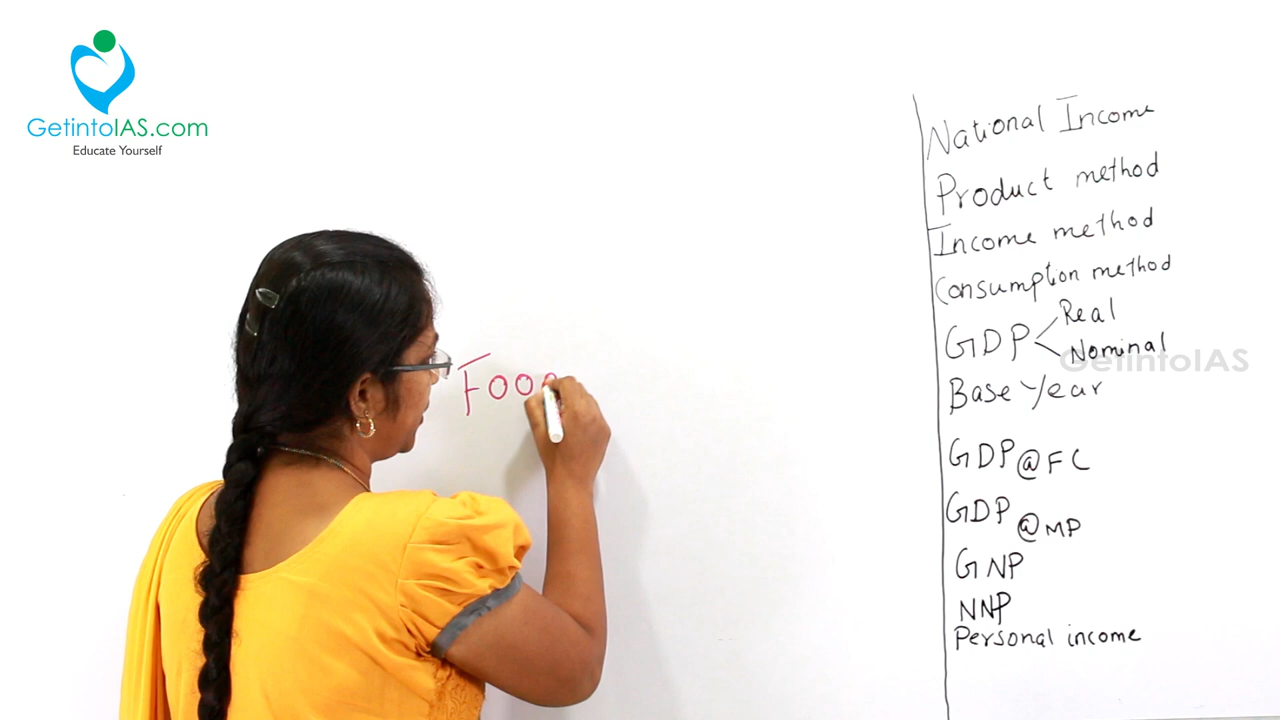 GetintoIAS.com
Educate Yourself
National Income
Product method
Income method
Consumption method
GDP
Real
Nominal
GetintoIAS
Base Year
GDP@FC
GDP@MP
GNP
NNP
Personal income